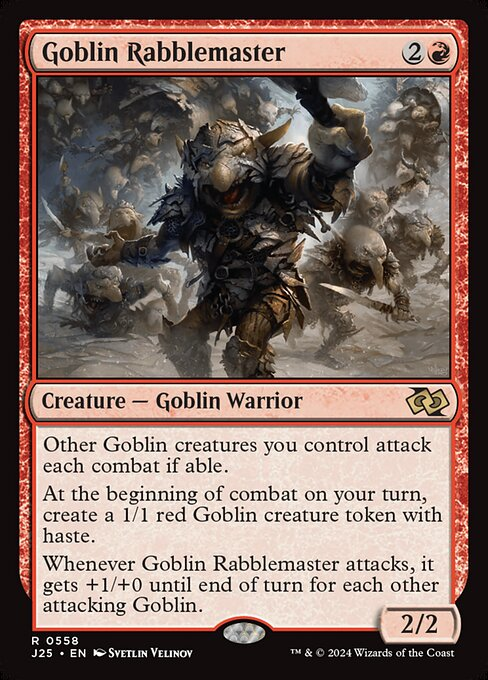 Goblin Rabblemaster 2
Creature — Goblin Warrior
Other Goblin creatures you control attack
each combat if able.
At the beginning of combat on your turn,
create a 1/1 red Goblin creature token with
haste.
Whenever Goblin Rabblemaster attacks, it
gets +1/+0 until end of turn for each other
attacking Goblin.
2/2
R 0558
J25 • EN Svetlin Velinov
™ & © 2024 Wizards of the Coast